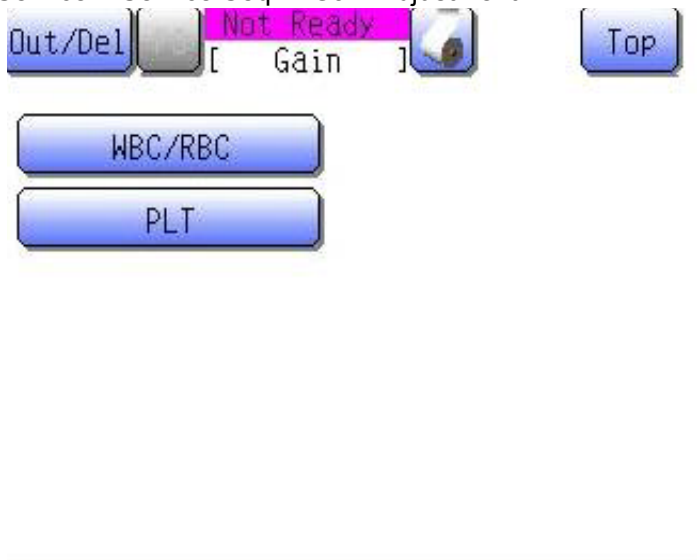 Out/Del
Not Ready
[ Gain ]
Top
WBC/RBC
PLT